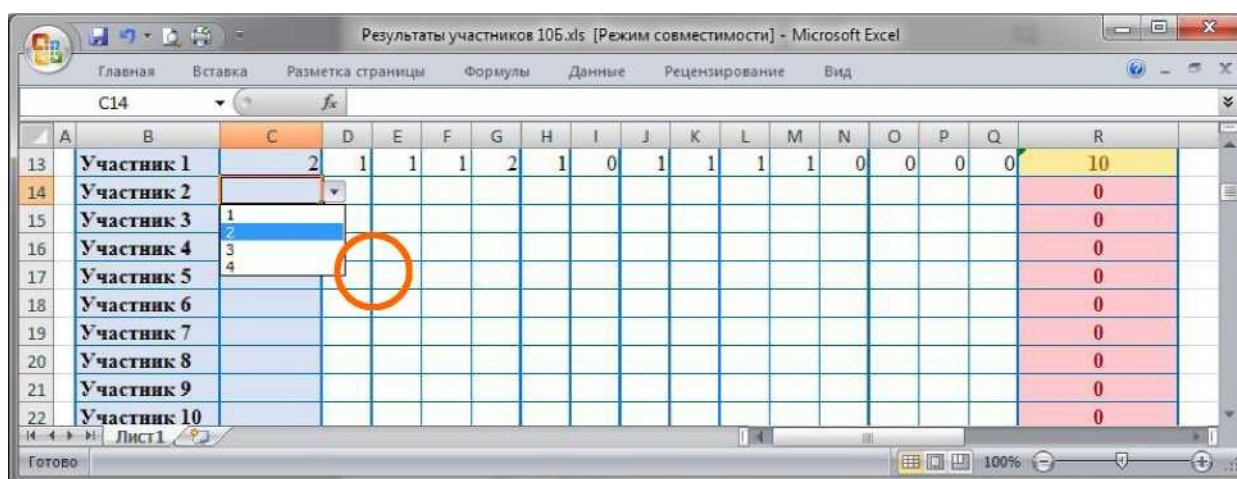 Результаты участников 10Б.xls [Режим совместимости] - Microsoft Excel
Главная Вставка Разметка страницы Формулы Данные Рецензирование Вид
C14 fx
A B C D E F G H I J K L M N O P Q R
13 Участник 1 2 1 1 1 2 1 0 1 1 1 1 0 0 0 0 10
14 Участник 2 0
15 Участник 3 1 0
2
16 Участник 4 3 0
17 Участник 5 4 0
18 Участник 6 0
19 Участник 7 0
20 Участник 8 0
21 Участник 9 0
22 Участник 10 0
Лист1
Готово 100%